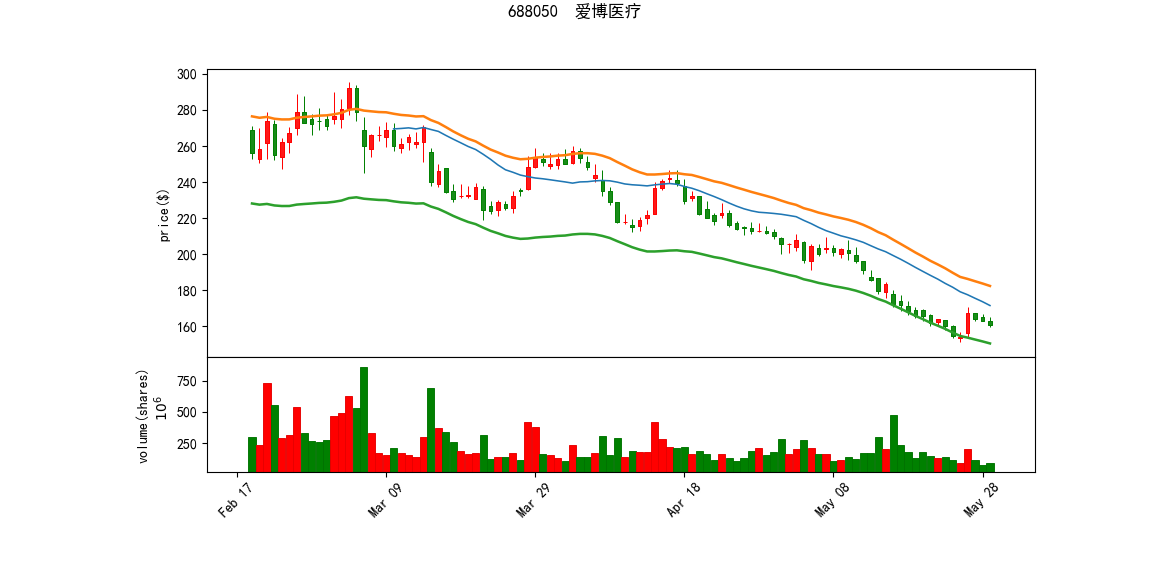 688050 爱博医疗
300
280
260
240
220
200
180
160
price($)
750
500
250
volume(shares)
10^6
Feb 17
Mar 09
Mar 29
Apr 18
May 08
May 28